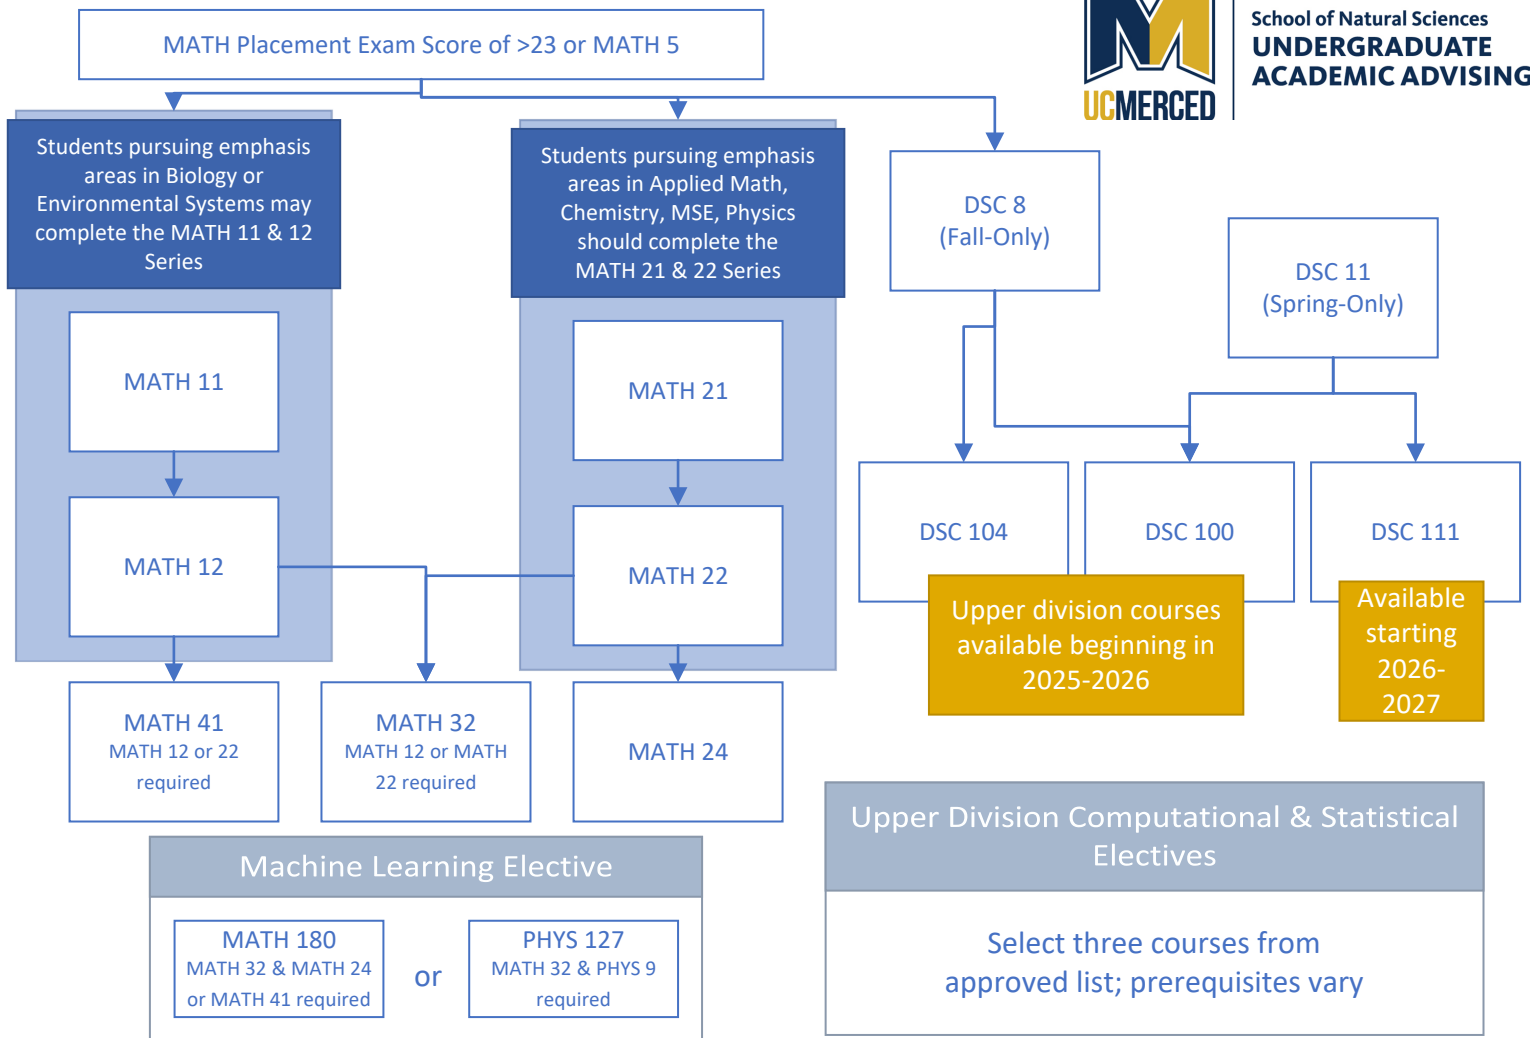 MATH Placement Exam Score of >23 or MATH 5
UCMERCED
School of Natural Sciences
UNDERGRADUATE
ACADEMIC ADVISING
Students pursuing emphasis
areas in Biology or
Environmental Systems may
complete the MATH 11 & 12
Series
Students pursuing emphasis
areas in Applied Math,
Chemistry, MSE, Physics
should complete the
MATH 21 & 22 Series
DSC 8
(Fall-Only)
DSC 11
(Spring-Only)
MATH 11
MATH 21
DSC 104
DSC 100
DSC 111
MATH 12
MATH 22
Upper division courses
available beginning in
2025-2026
Available
starting
2026-
2027
MATH 41
MATH 12 or 22
required
MATH 32
MATH 12 or MATH
22 required
MATH 24
Machine Learning Elective
MATH 180
MATH 32 & MATH 24
or MATH 41 required
or
PHYS 127
MATH 32 & PHYS 9
required
Upper Division Computational & Statistical
Electives
Select three courses from
approved list; prerequisites vary